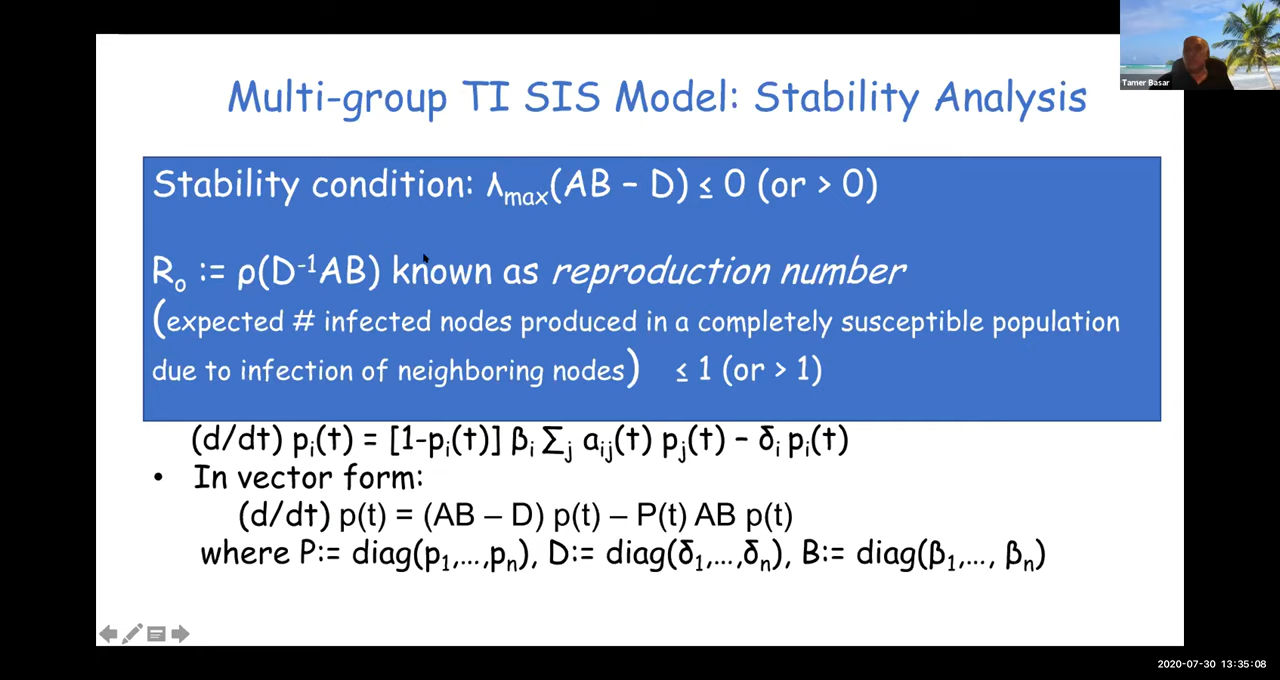 Tamer Basar
Multi-group TI SIS Model: Stability Analysis
Stability condition: λmax(AB – D) ≤ 0 (or > 0)
Ro := ρ(D⁻¹AB) known as reproduction number
(expected # infected nodes produced in a completely susceptible population
due to infection of neighboring nodes) ≤ 1 (or > 1)
(d/dt) pi(t) = [1-pi(t)] βi ∑j aij(t) pj(t) – δi pi(t)
• In vector form:
(d/dt) p(t) = (AB – D) p(t) – P(t) AB p(t)
where P:= diag(p1,...,pn), D:= diag(δ1,...,δn), B:= diag(β1,..., βn)
2020-07-30 13:35:08